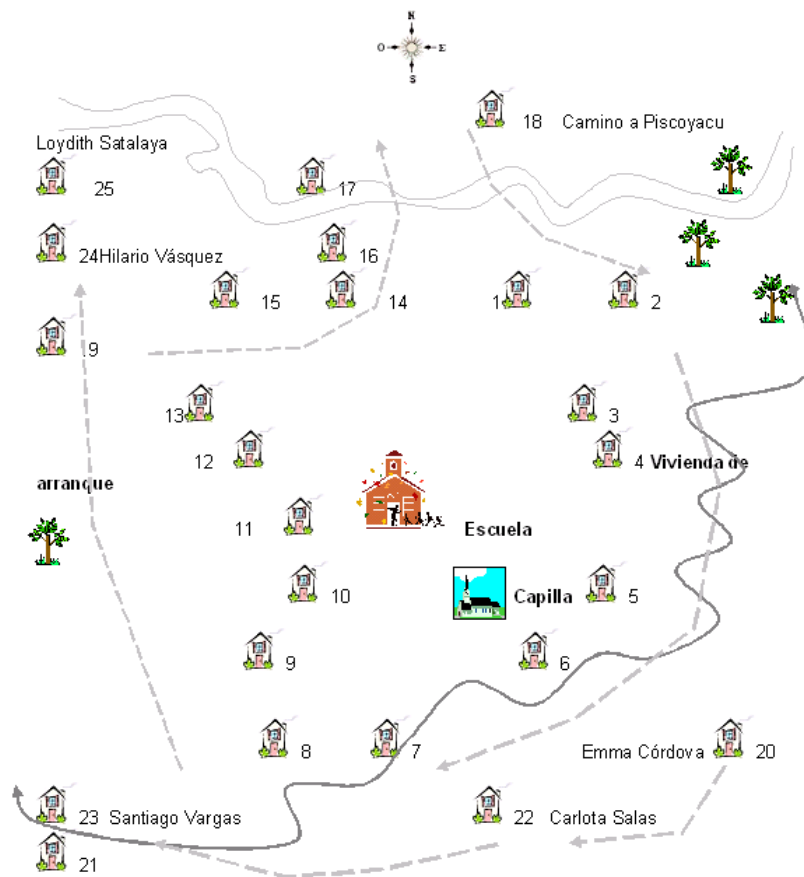 N
O E
S
18 Camino a Piscoyacu
Loydith Satalaya
25
17
24Hilario Vásquez
16
15
14
1
2
9
13
3
12
4 Vivienda de
arranque
11
Escuela
10
Capilla
5
9
6
8
7
Emma Córdova 20
23 Santiago Vargas
22 Carlota Salas
21